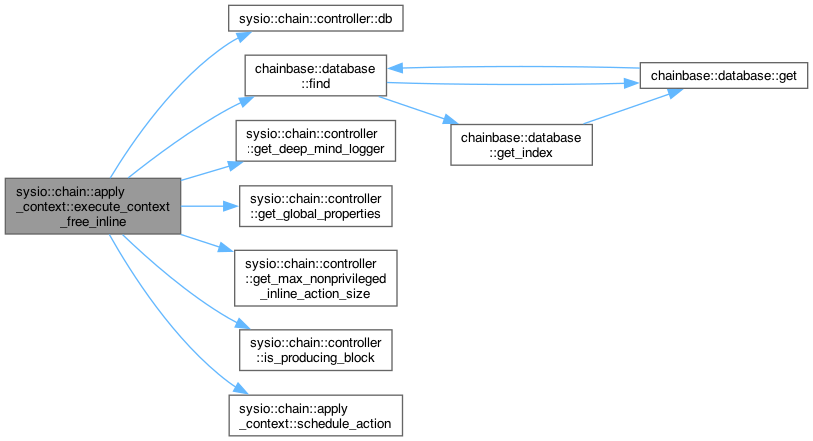 sysio::chain::controller::db
chainbase::database
::find
chainbase::database::get
sysio::chain::controller
::get_deep_mind_logger
chainbase::database
::get_index
sysio::chain::apply
_context::execute_context
_free_inline
sysio::chain::controller
::get_global_properties
sysio::chain::controller
::get_max_nonprivileged
_inline_action_size
sysio::chain::controller
::is_producing_block
sysio::chain::apply
_context::schedule_action